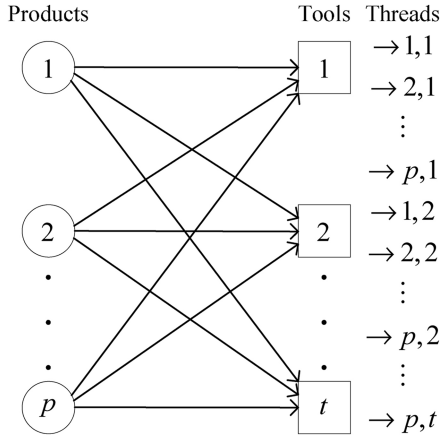 Products Tools Threads
1 1 → 1,1
→ 2,1
⋮
→ p,1
2 2 → 1,2
→ 2,2
⋮
→ p,2
⋮
p t → p,t